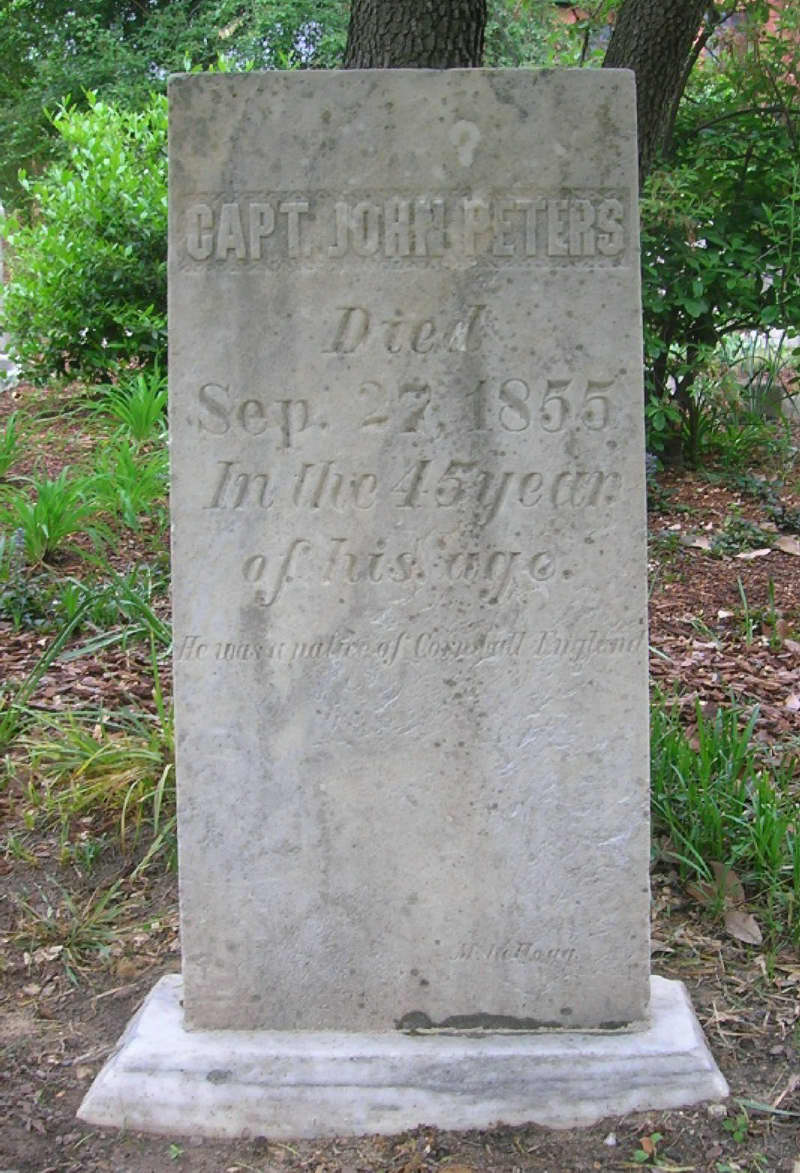 CAPT. JOHN PETERS
Died
Sep. 27, 1855
In the 45 year
of his age.
He was a native of Cornwall England